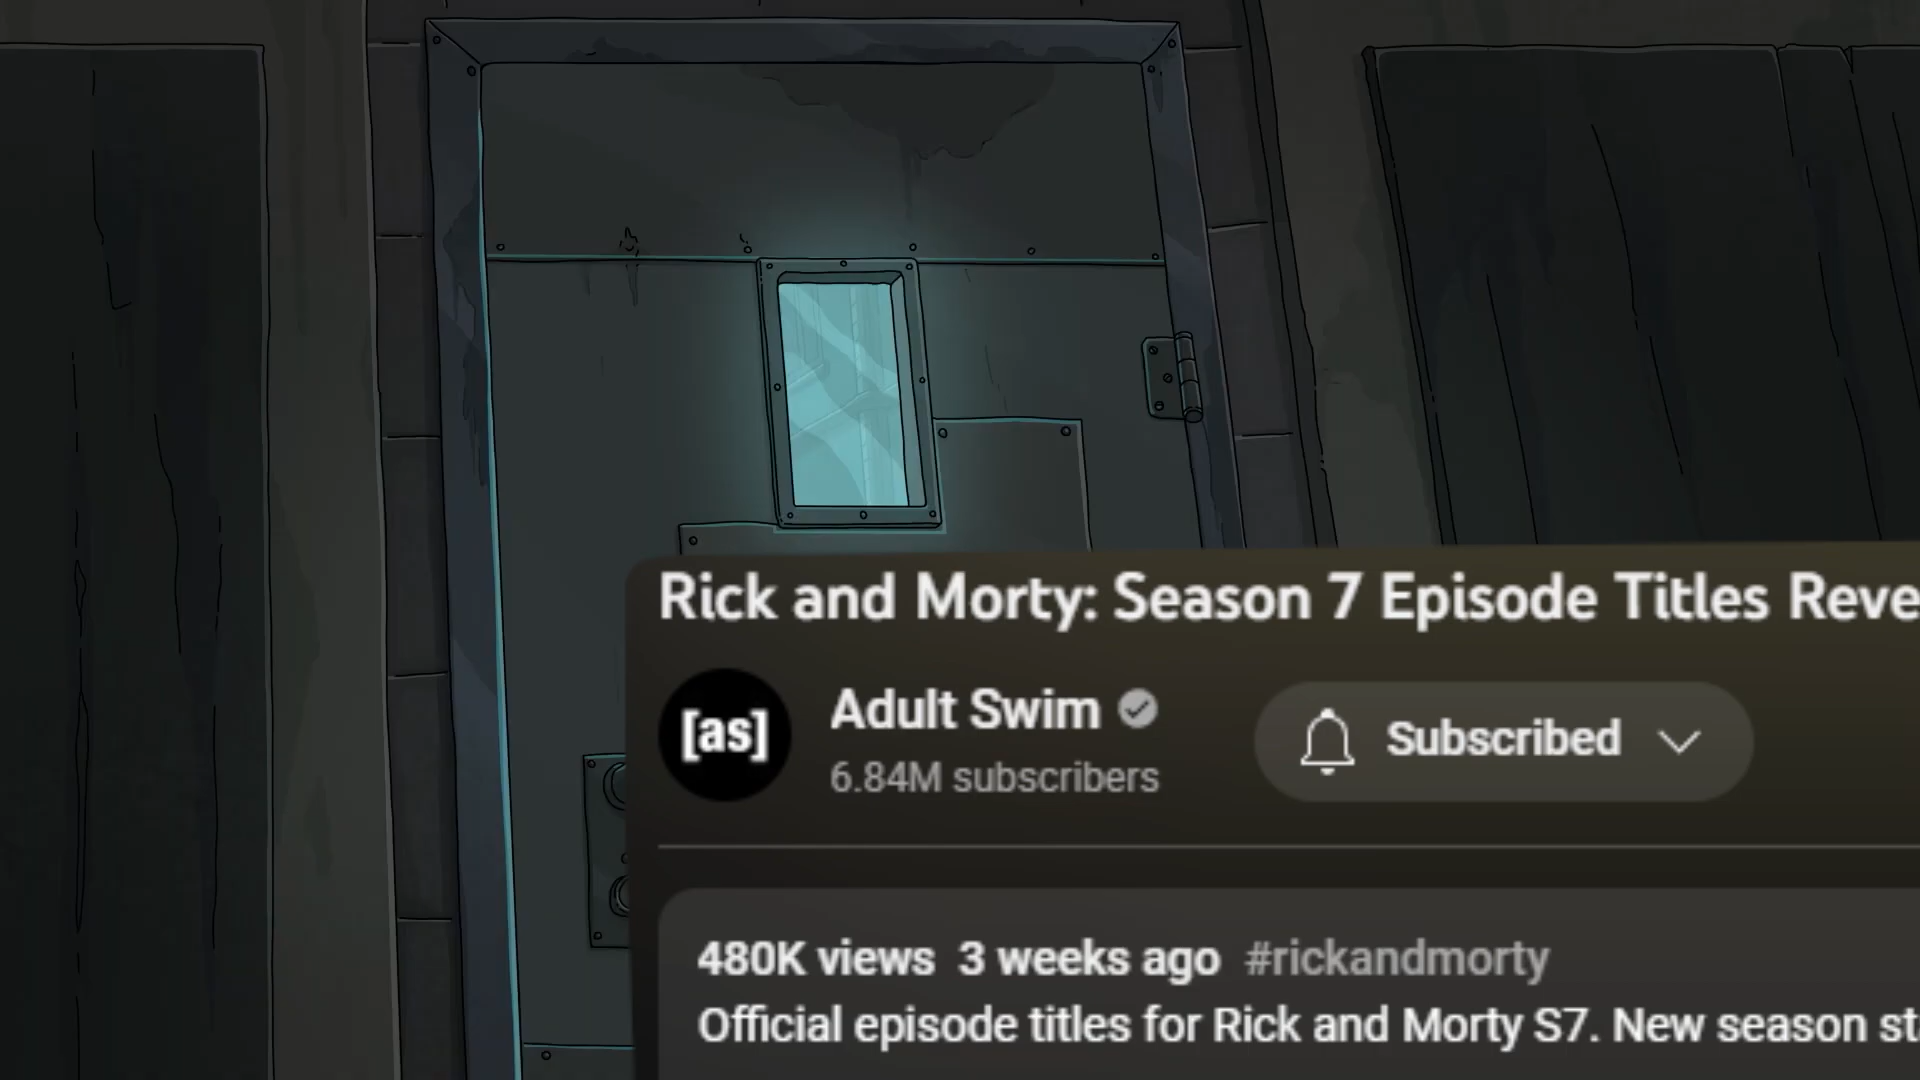 Rick and Morty: Season 7 Episode Titles Reve
[as]
Adult Swim
6.84M subscribers
Subscribed
480K views 3 weeks ago #rickandmorty
Official episode titles for Rick and Morty S7. New season sta